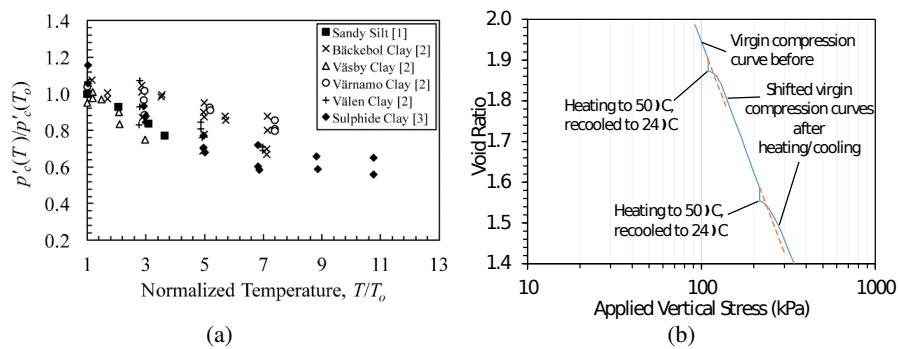 (a)
1.4
1.2
1.0
0.8
0.6
0.4
0.2
p'c(T)/p'c(To)
1 3 5 7 9 11 13
Normalized Temperature, T/To
Sandy Silt [1]
Bäckebol Clay [2]
Väsby Clay [2]
Värnamo Clay [2]
Välen Clay [2]
Sulphide Clay [3]
(a)
2.0
1.9
1.8
1.7
1.6
1.5
1.4
Void Ratio
10 100 1000
Applied Vertical Stress (kPa)
Virgin compression
curve before
Heating to 50 C,
recooled to 24 C
Shifted virgin
compression curves
after
heating/cooling
Heating to 50 C,
recooled to 24 C
(b)